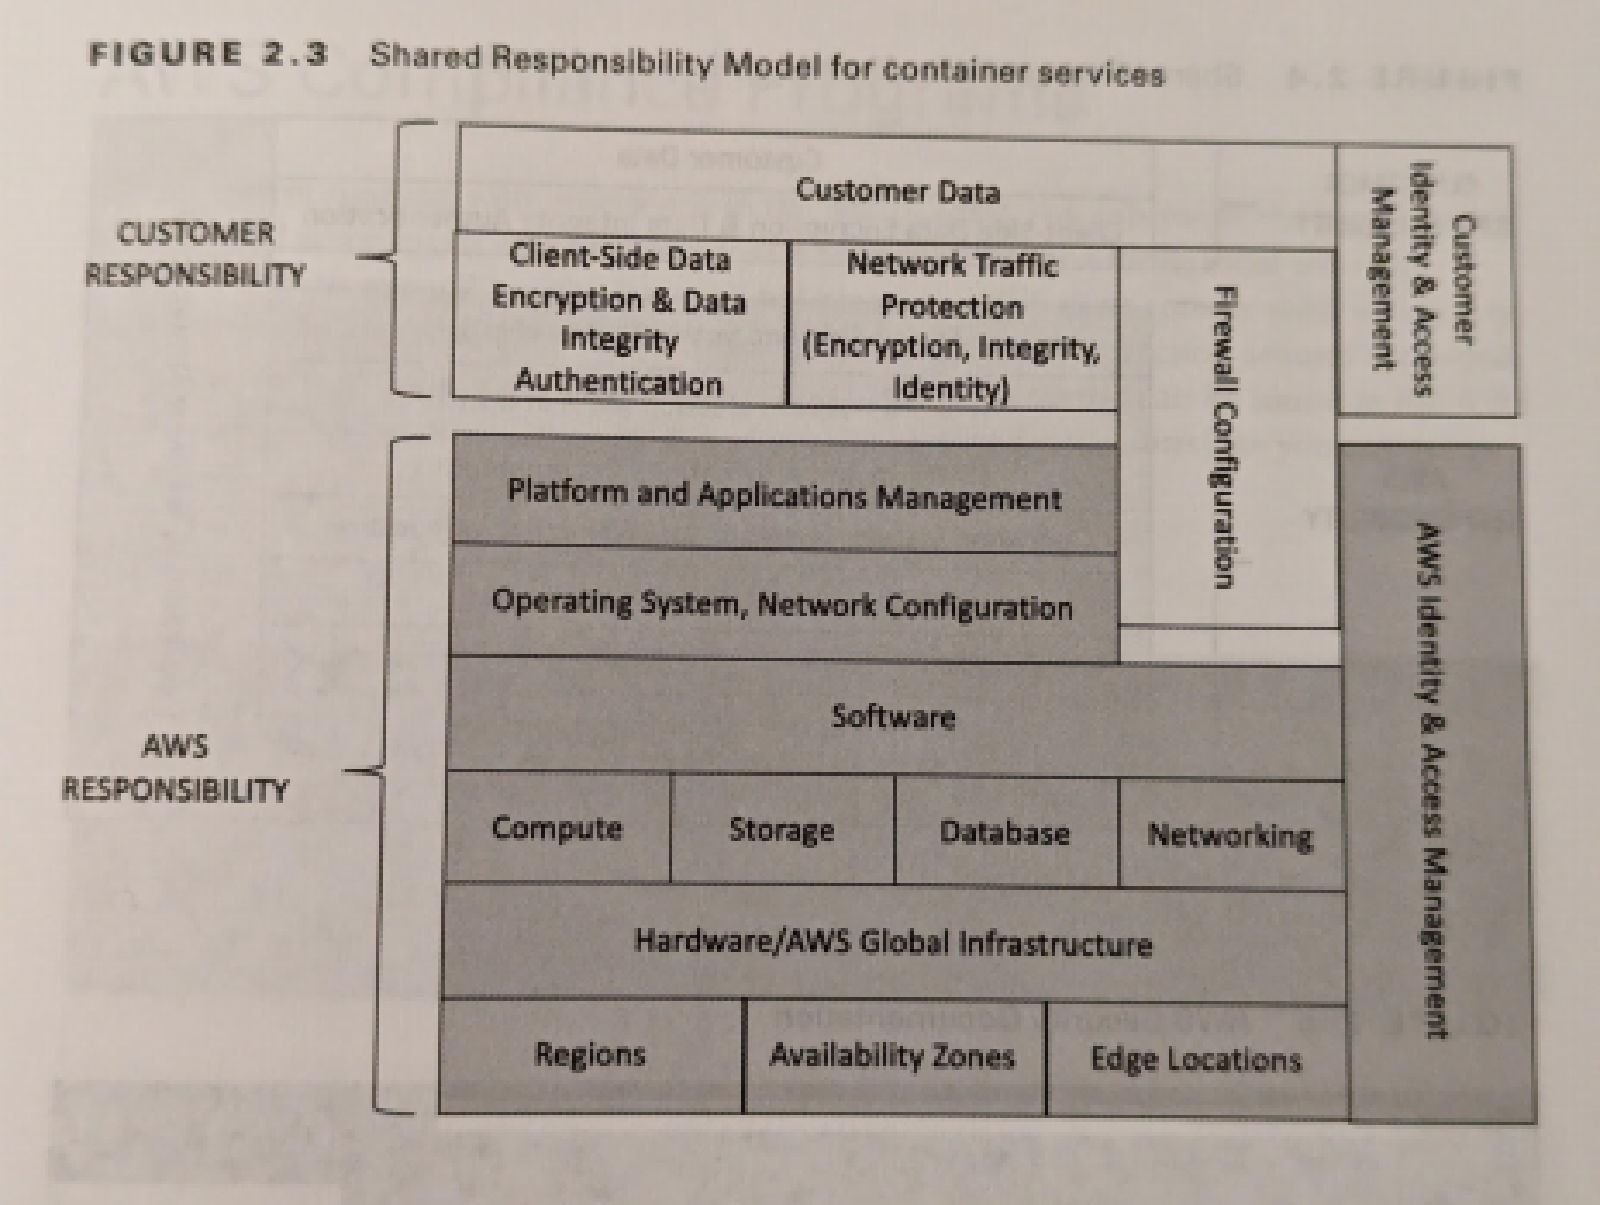 FIGURE 2.3 Shared Responsibility Model for container services
CUSTOMER
RESPONSIBILITY
Customer Data
Customer
Identity & Access
Management
Client-Side Data
Encryption & Data
Integrity
Authentication
Network Traffic
Protection
(Encryption, Integrity,
Identity)
Firewall Configuration
AWS
RESPONSIBILITY
Platform and Applications Management
Operating System, Network Configuration
Software
Compute
Storage
Database
Networking
Hardware/AWS Global Infrastructure
Regions
Availability Zones
Edge Locations
AWS Identity & Access Management